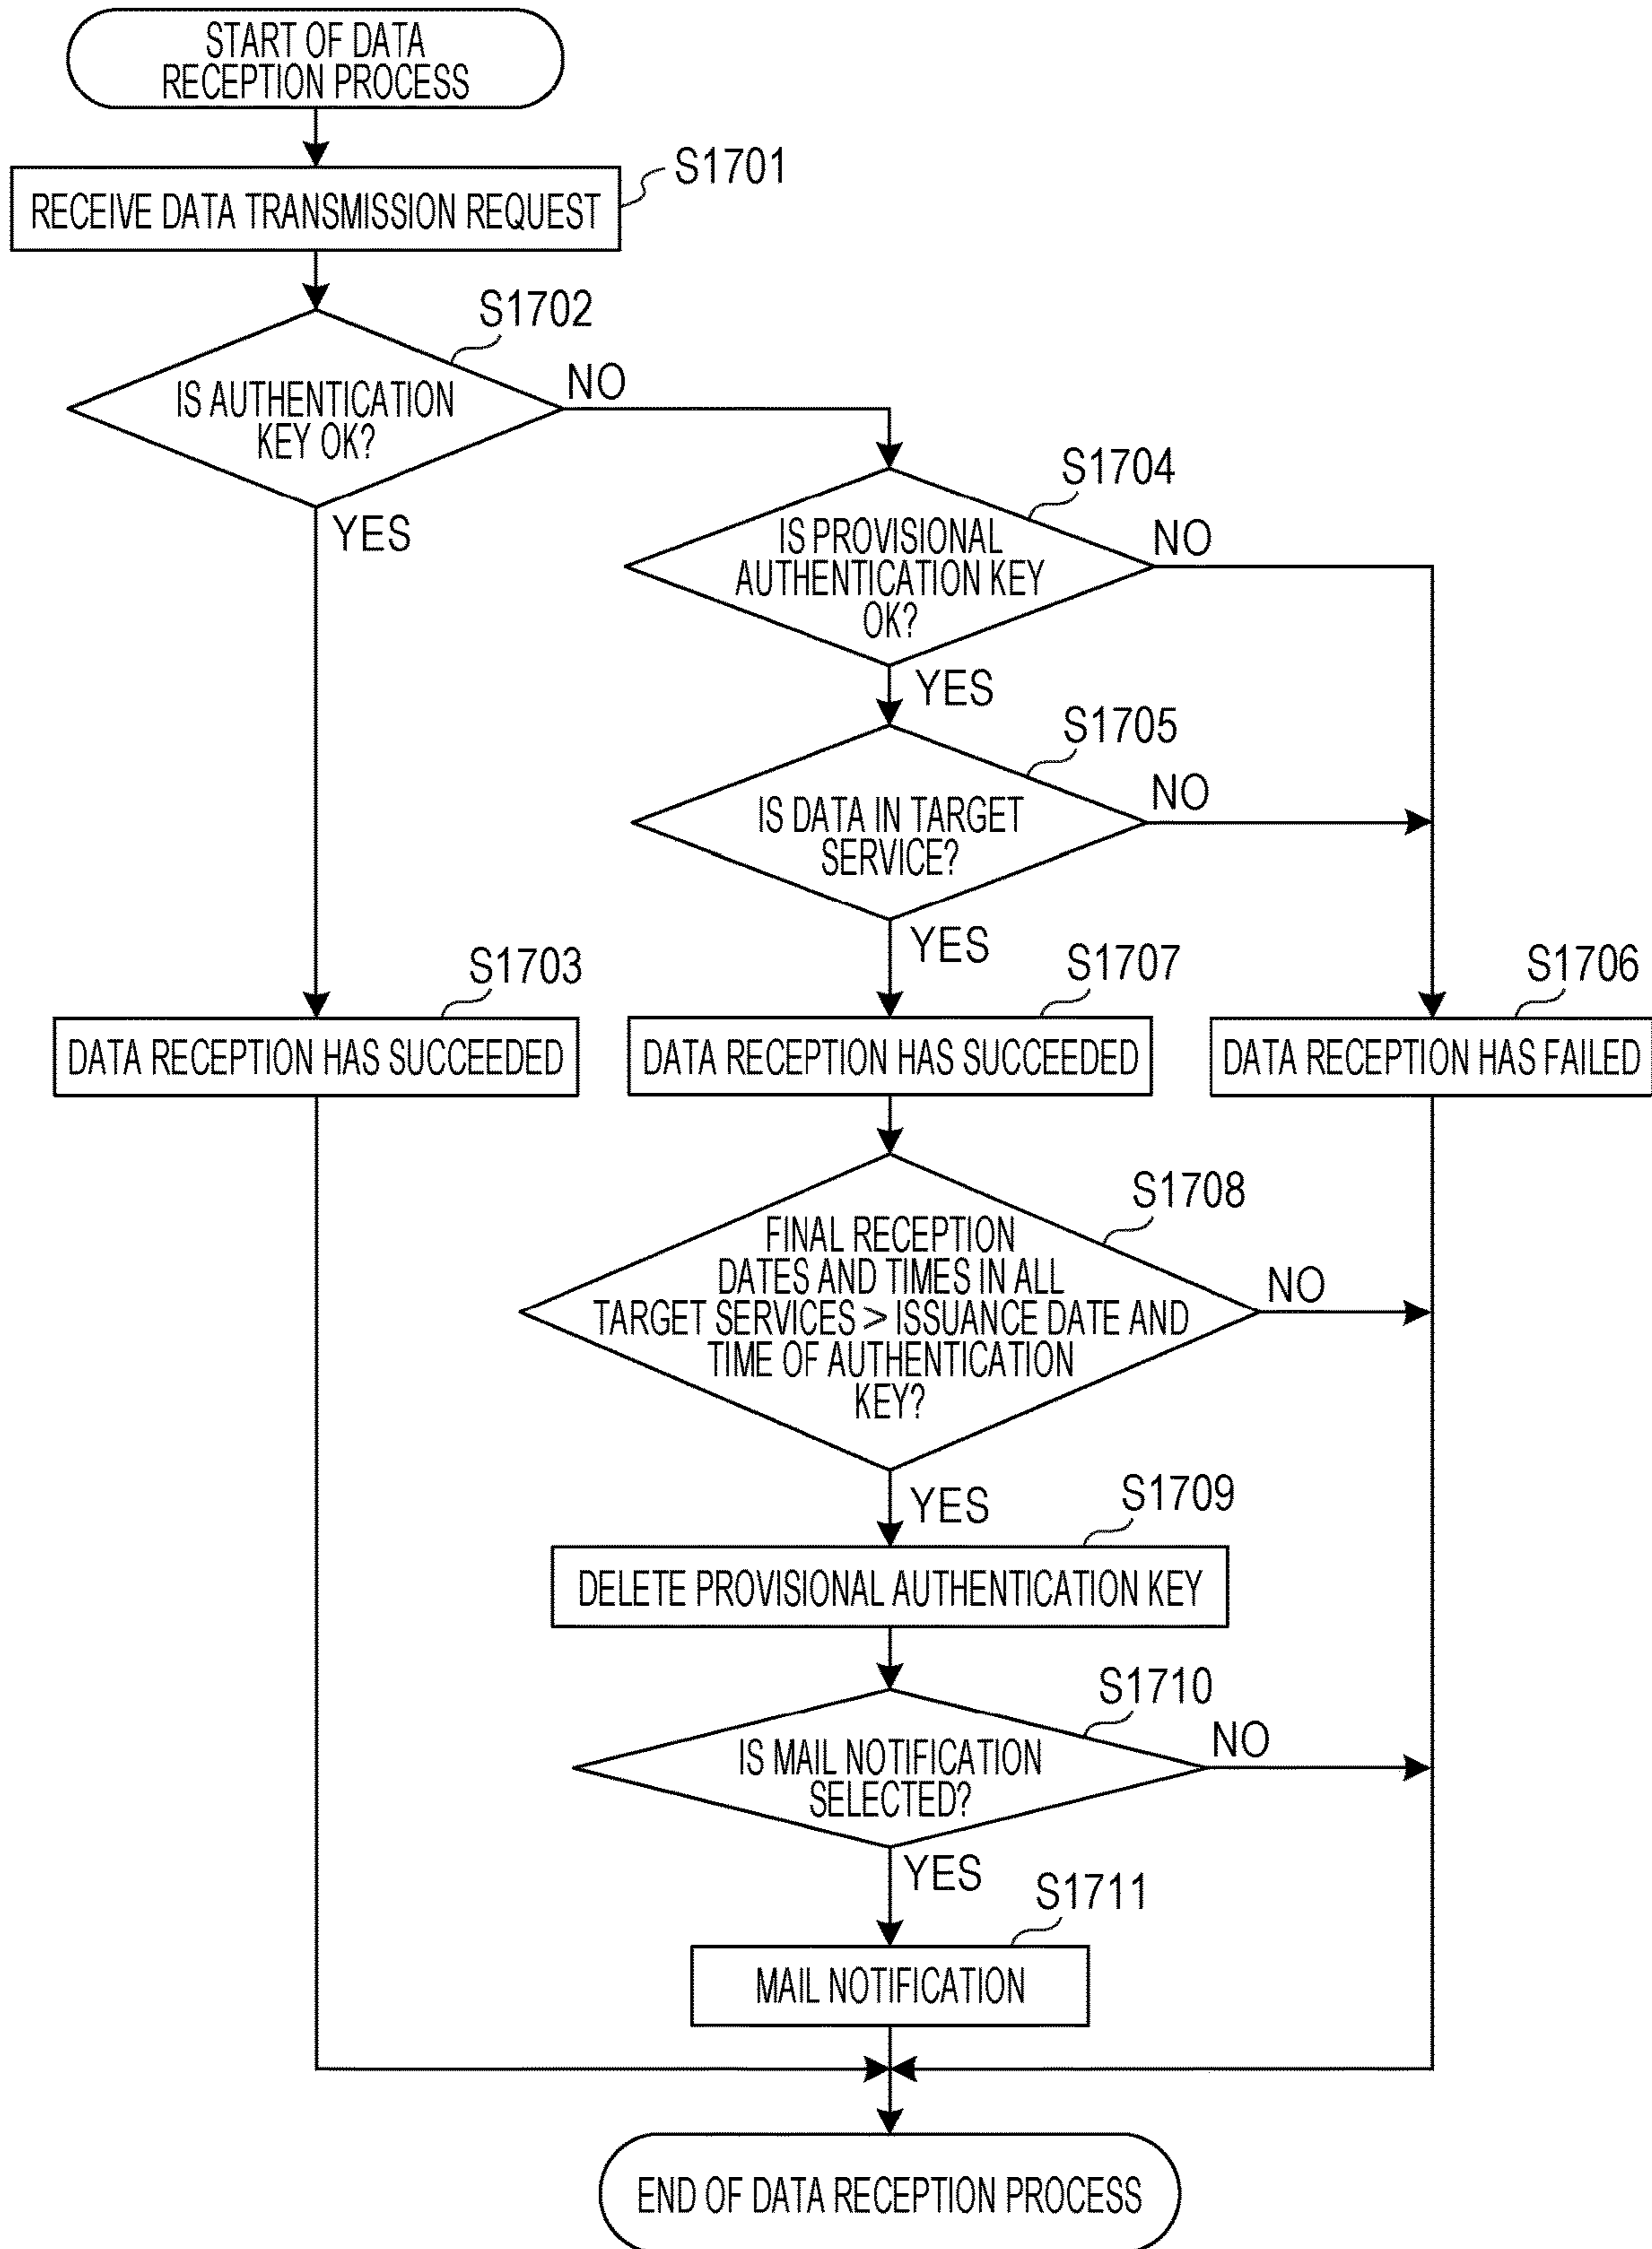 START OF DATA
RECEPTION PROCESS
S1701
RECEIVE DATA TRANSMISSION REQUEST
S1702
IS AUTHENTICATION
KEY OK?
NO
YES
S1704
IS PROVISIONAL
AUTHENTICATION KEY
OK?
NO
YES
S1705
IS DATA IN TARGET
SERVICE?
NO
YES
S1703
DATA RECEPTION HAS SUCCEEDED
S1707
DATA RECEPTION HAS SUCCEEDED
S1706
DATA RECEPTION HAS FAILED
S1708
FINAL RECEPTION
DATES AND TIMES IN ALL
TARGET SERVICES > ISSUANCE DATE AND
TIME OF AUTHENTICATION
KEY?
NO
YES
S1709
DELETE PROVISIONAL AUTHENTICATION KEY
S1710
IS MAIL NOTIFICATION
SELECTED?
NO
YES
S1711
MAIL NOTIFICATION
END OF DATA RECEPTION PROCESS